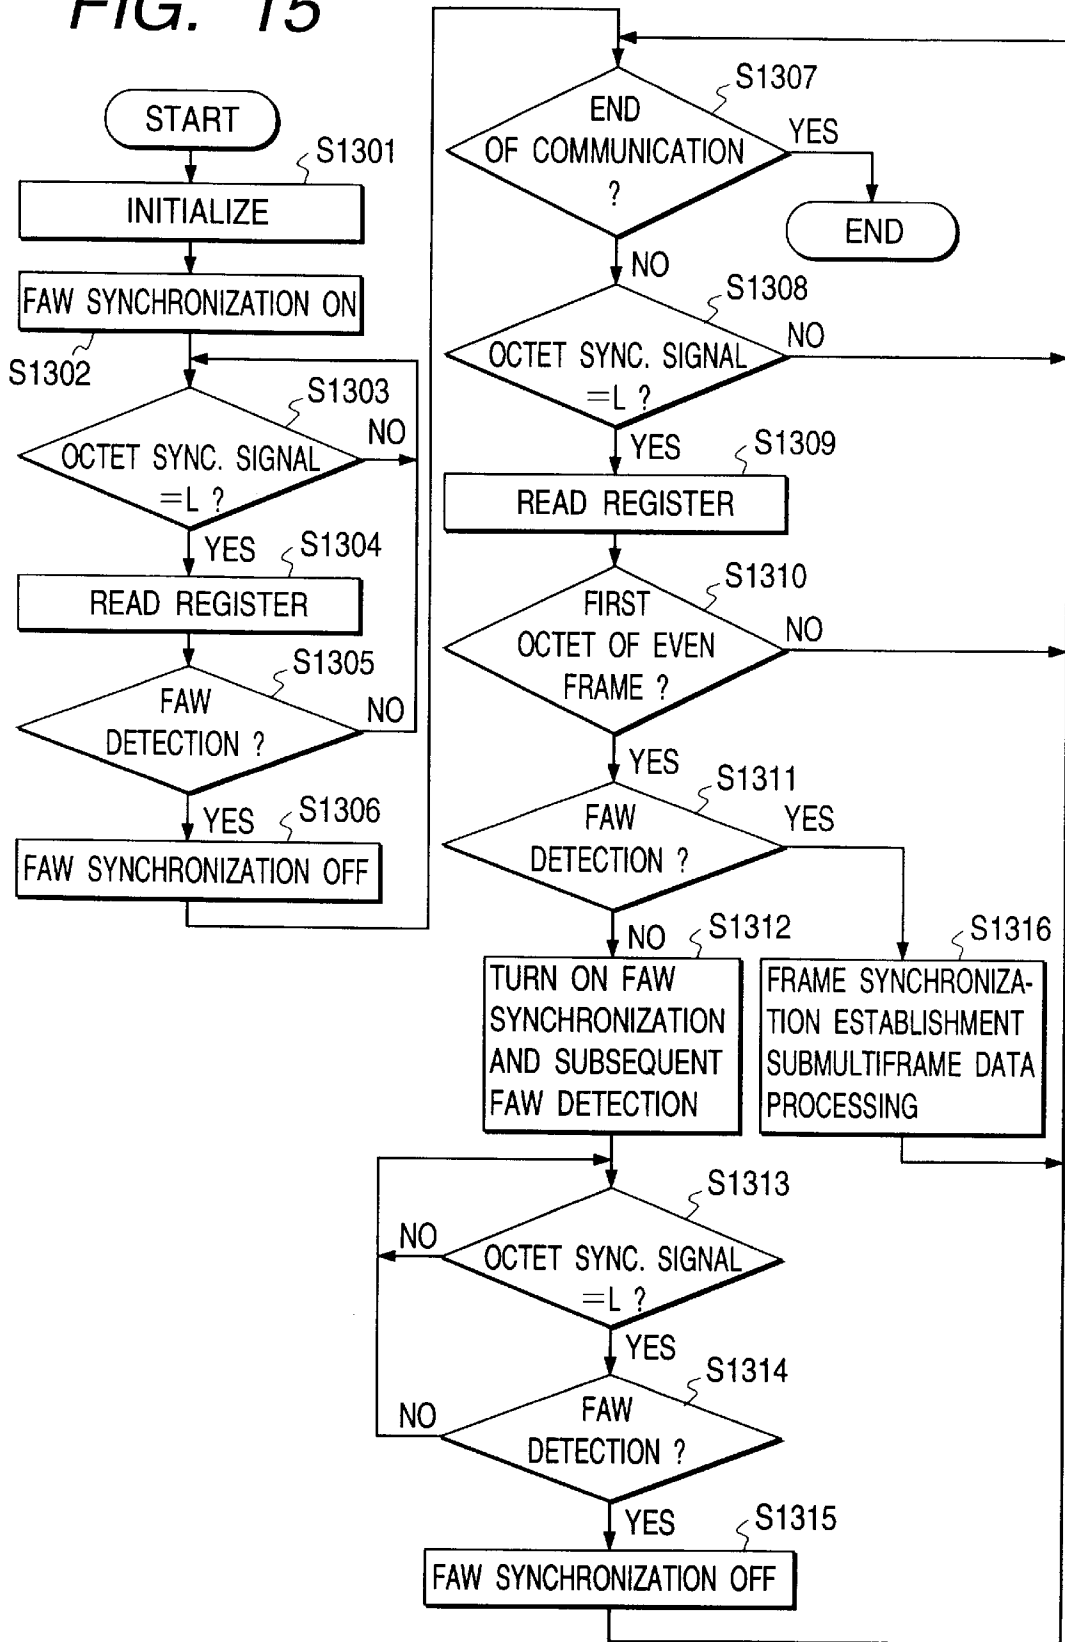 FIG. 15
START
S1301
INITIALIZE
FAW SYNCHRONIZATION ON
S1302
S1303
OCTET SYNC. SIGNAL
=L ?
NO
YES
S1304
READ REGISTER
S1305
FAW
DETECTION ?
NO
YES
S1306
FAW SYNCHRONIZATION OFF
S1307
END
OF COMMUNICATION
?
YES
END
NO
S1308
OCTET SYNC. SIGNAL
=L ?
NO
YES
S1309
READ REGISTER
S1310
FIRST
OCTET OF EVEN
FRAME ?
NO
YES
S1311
FAW
DETECTION ?
YES
NO
S1312
TURN ON FAW
SYNCHRONIZATION
AND SUBSEQUENT
FAW DETECTION
S1316
FRAME SYNCHRONIZA-
TION ESTABLISHMENT
SUBMULTIFRAME DATA
PROCESSING
S1313
NO
OCTET SYNC. SIGNAL
=L ?
YES
S1314
NO
FAW
DETECTION ?
YES
S1315
FAW SYNCHRONIZATION OFF